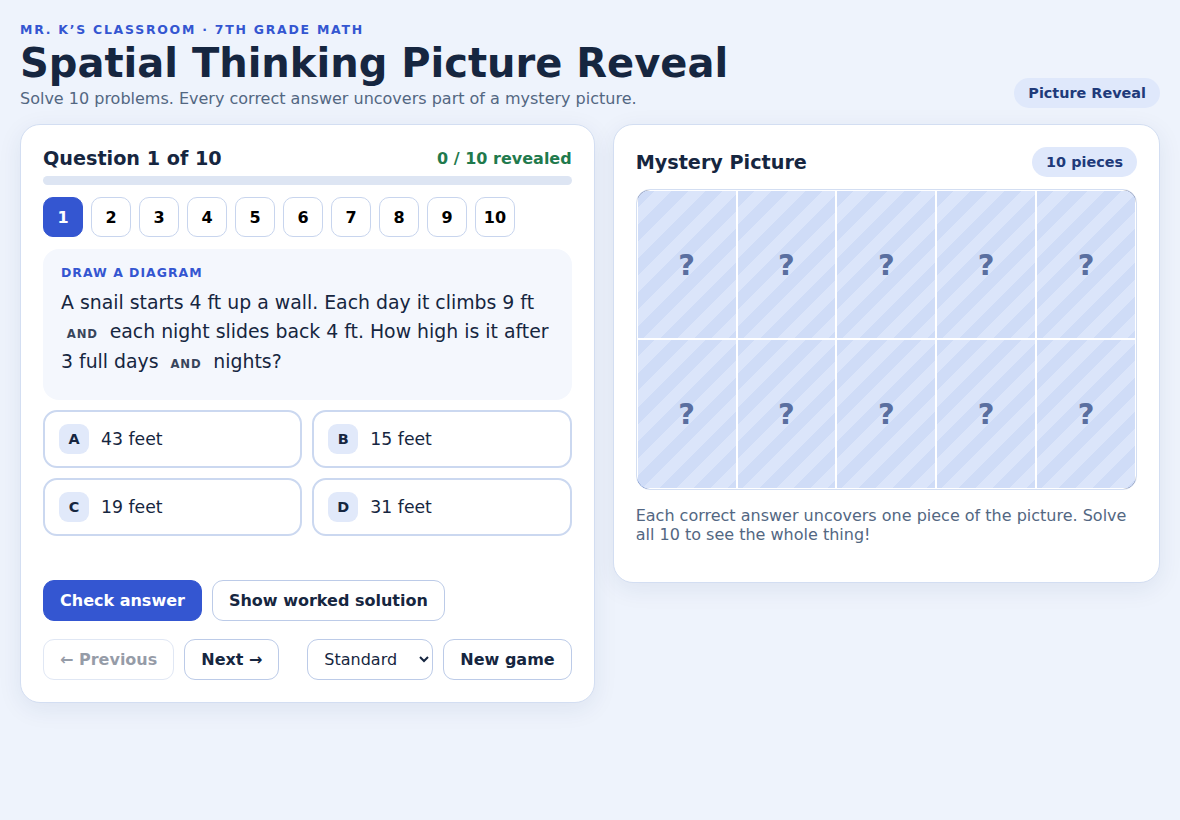 MR. K’S CLASSROOM · 7TH GRADE MATH
Spatial Thinking Picture Reveal
Solve 10 problems. Every correct answer uncovers part of a mystery picture.
Picture Reveal
Question 1 of 10
0 / 10 revealed
1 2 3 4 5 6 7 8 9 10
DRAW A DIAGRAM
A snail starts 4 ft up a wall. Each day it climbs 9 ft
AND each night slides back 4 ft. How high is it after
3 full days AND nights?
A 43 feet
B 15 feet
C 19 feet
D 31 feet
Check answer
Show worked solution
← Previous
Next →
Standard
New game
Mystery Picture
10 pieces
? ? ? ? ?
? ? ? ? ?
Each correct answer uncovers one piece of the picture. Solve
all 10 to see the whole thing!